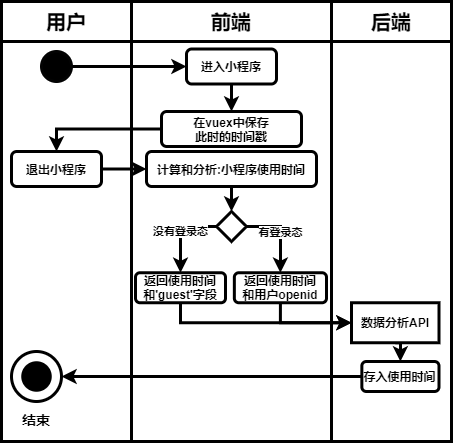 用户
前端
后端
进入小程序
在vuex中保存
此时的时间戳
退出小程序
计算和分析:小程序使用时间
没有登录态
有登录态
返回使用时间
和'guest'字段
返回使用时间
和用户openid
数据分析API
存入使用时间
结束